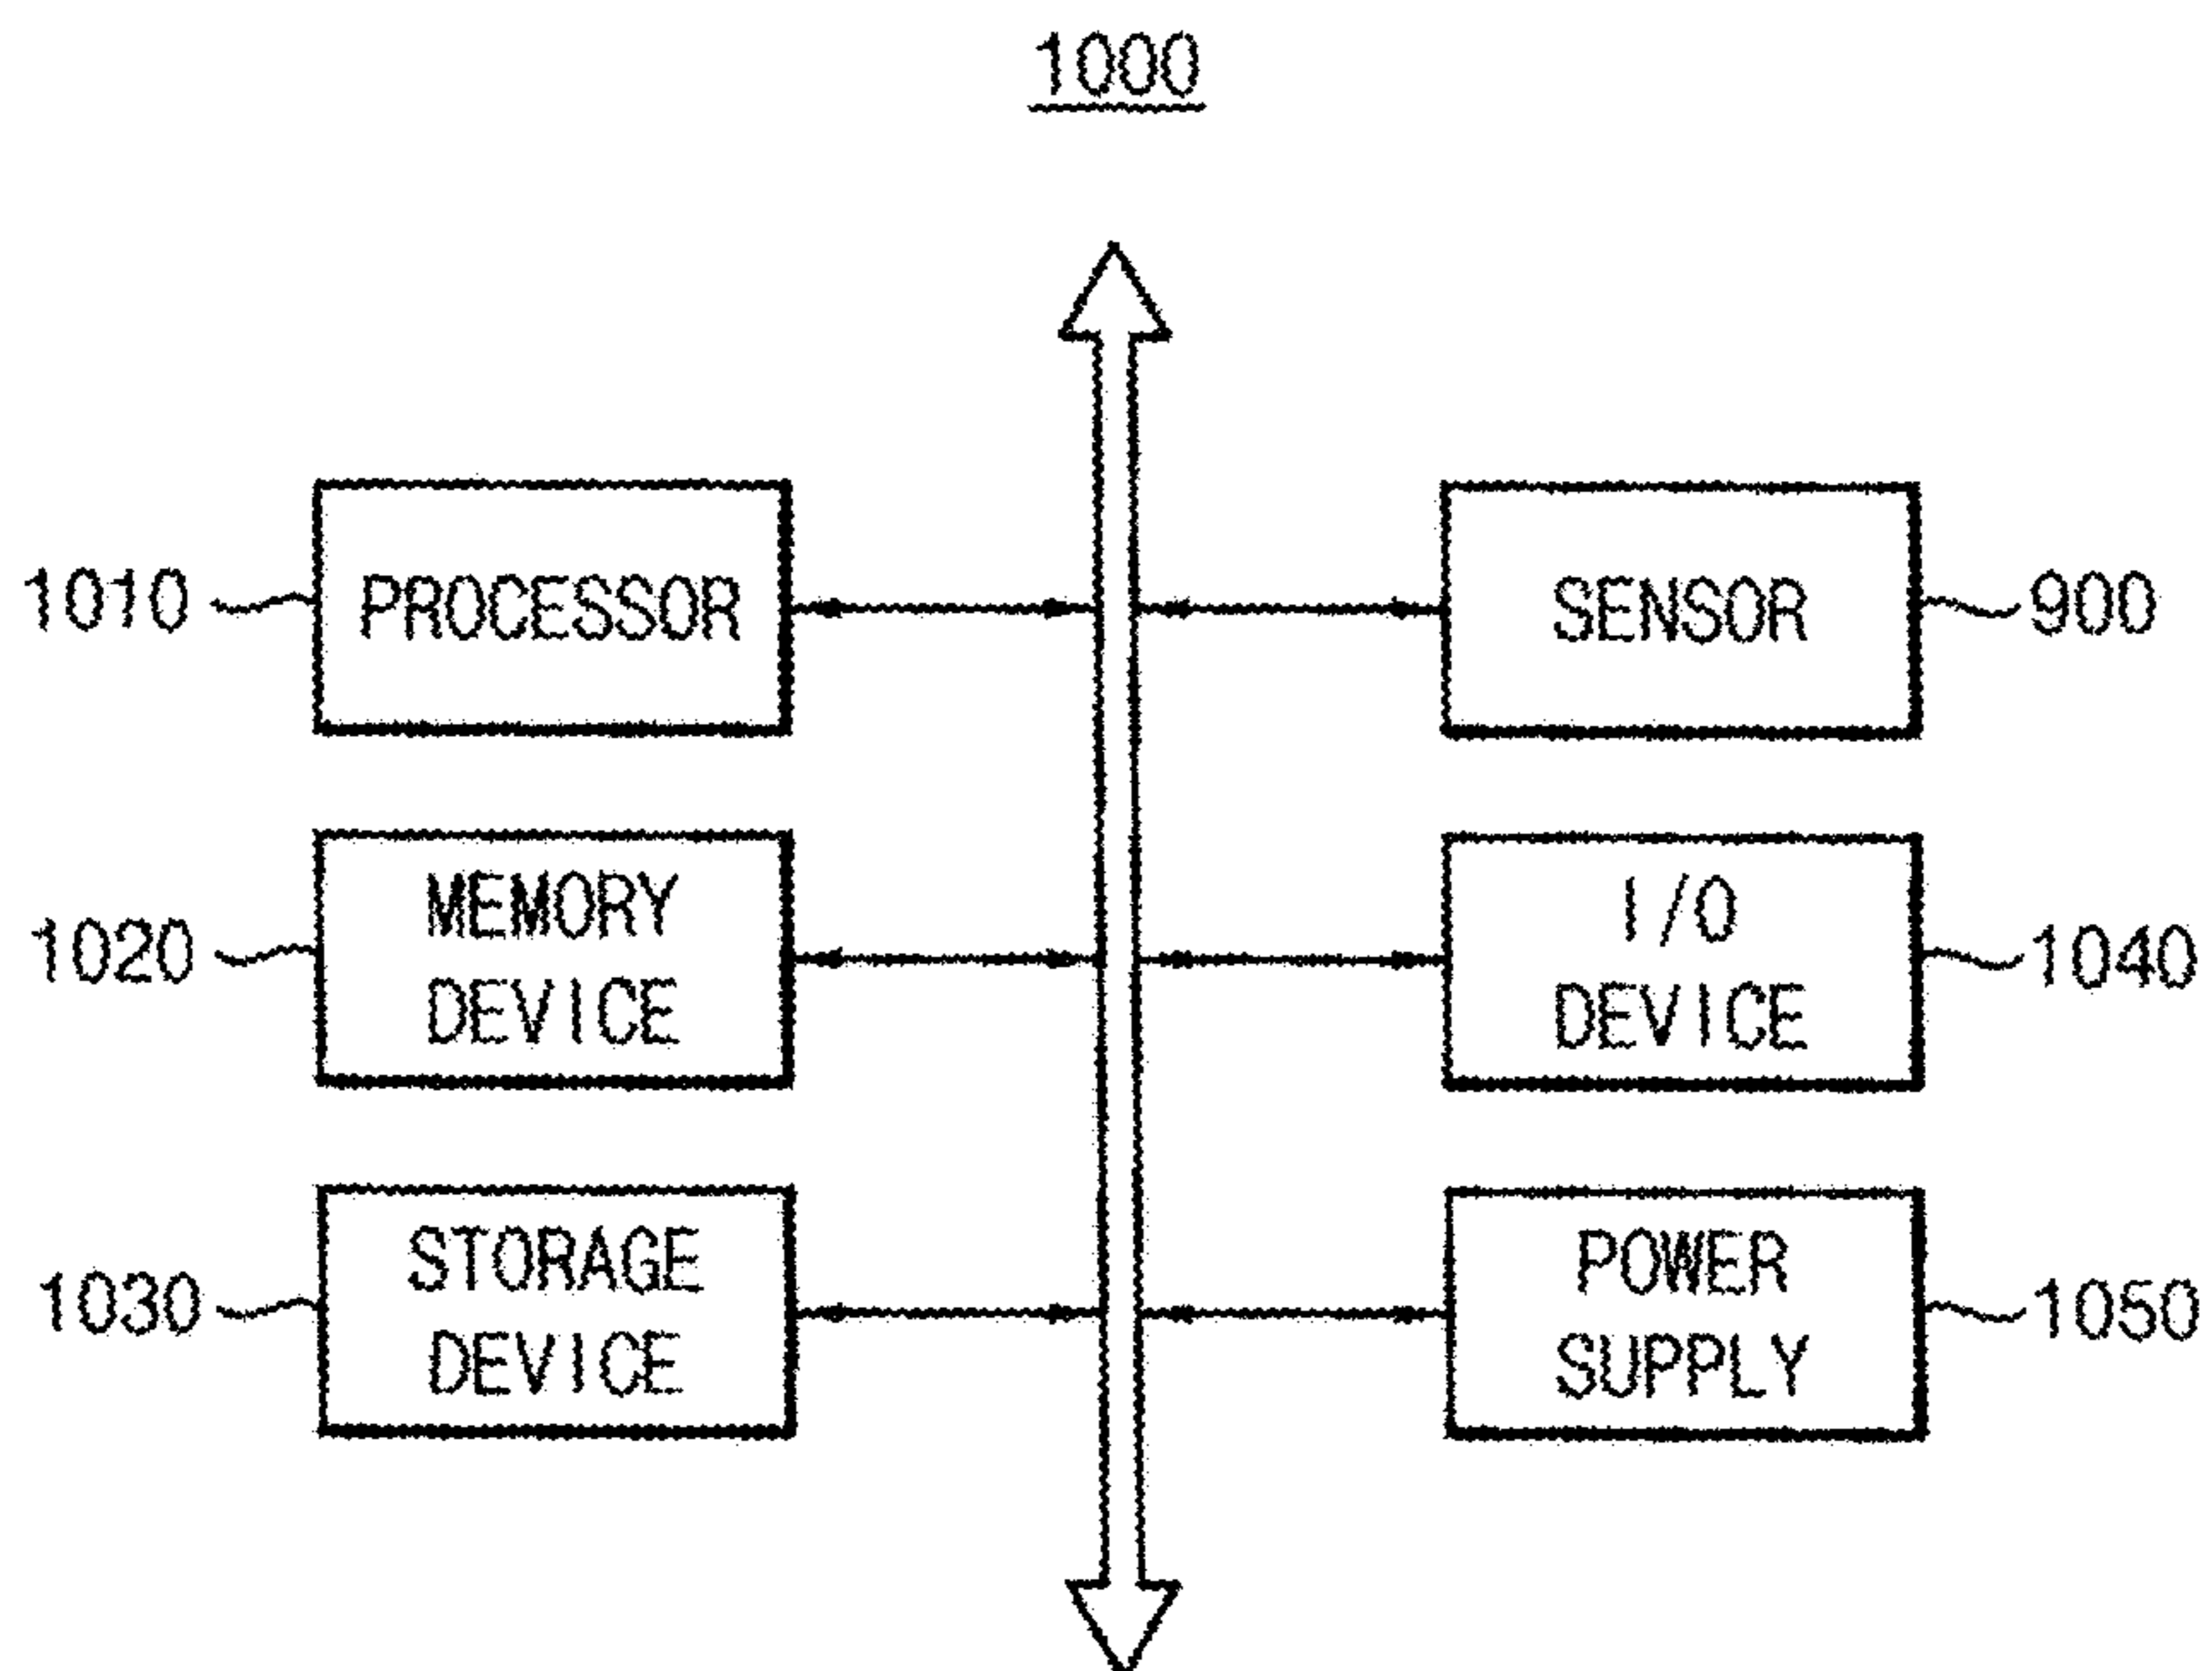 1000
1010
PROCESSOR
SENSOR
900
1020
MEMORY
DEVICE
I/O
DEVICE
1040
1030
STORAGE
DEVICE
POWER
SUPPLY
1050